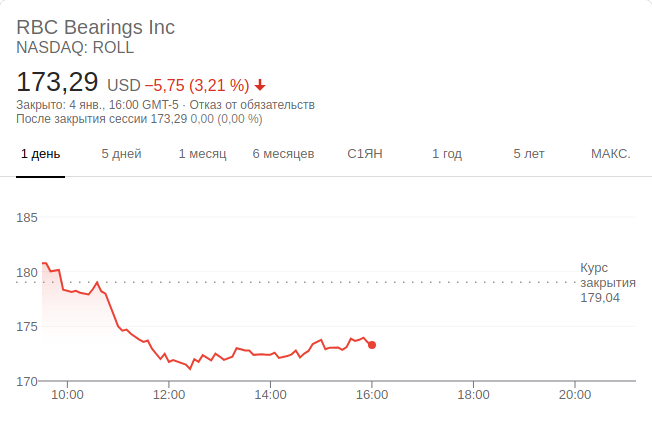 RBC Bearings Inc
NASDAQ: ROLL
173,29 USD −5,75 (3,21 %)
Закрыто: 4 янв., 16:00 GMT-5 · Отказ от обязательств
После закрытия сессии 173,29 0,00 (0,00 %)
1 день 5 дней 1 месяц 6 месяцев С1ЯН 1 год 5 лет МАКС.
185
180
175
170
Курс
закрытия
179,04
10:00 12:00 14:00 16:00 18:00 20:00